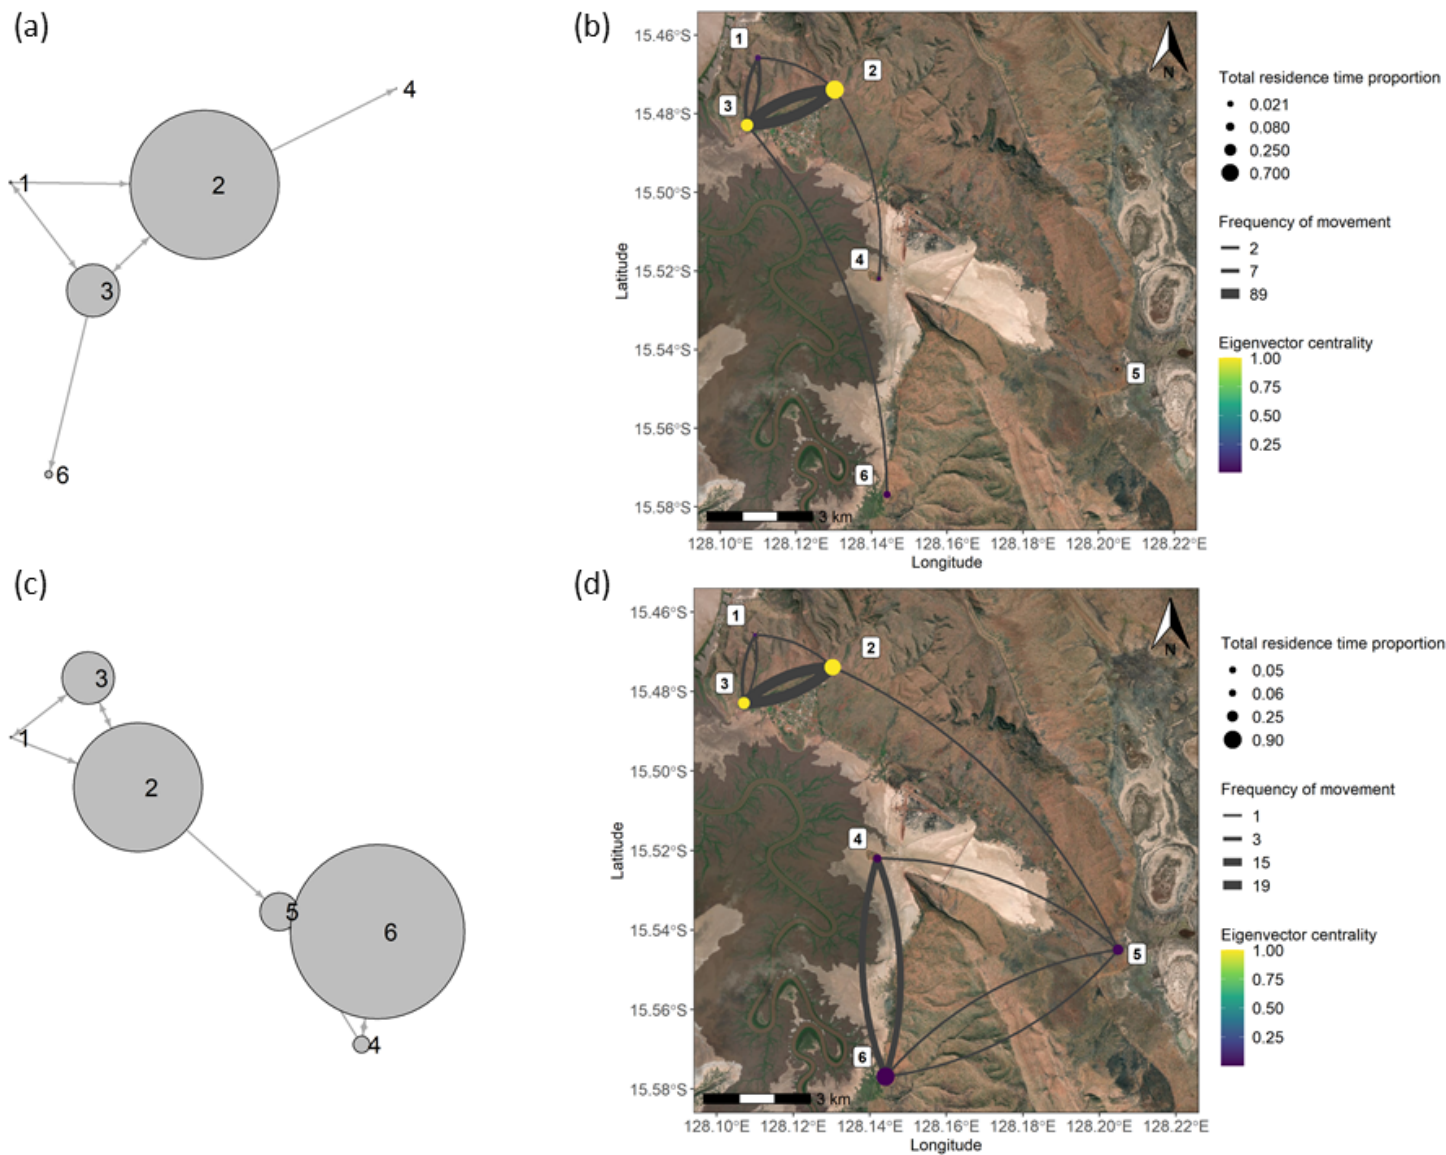 (a)
4
1
2
3
6
(b)
15.46°S
15.48°S
15.50°S
15.52°S
15.54°S
15.56°S
15.58°S
Latitude
1
2
3
4
5
6
N
3 km
128.10°E 128.12°E 128.14°E 128.16°E 128.18°E 128.20°E 128.22°E
Longitude
Total residence time proportion
0.021
0.080
0.250
0.700
Frequency of movement
2
7
89
Eigenvector centrality
1.00
0.75
0.50
0.25
(c)
3
1
2
5
6
4
(d)
15.46°S
15.48°S
15.50°S
15.52°S
15.54°S
15.56°S
15.58°S
Latitude
1
2
3
4
5
6
N
3 km
128.10°E 128.12°E 128.14°E 128.16°E 128.18°E 128.20°E 128.22°E
Longitude
Total residence time proportion
0.05
0.06
0.25
0.90
Frequency of movement
1
3
15
19
Eigenvector centrality
1.00
0.75
0.50
0.25